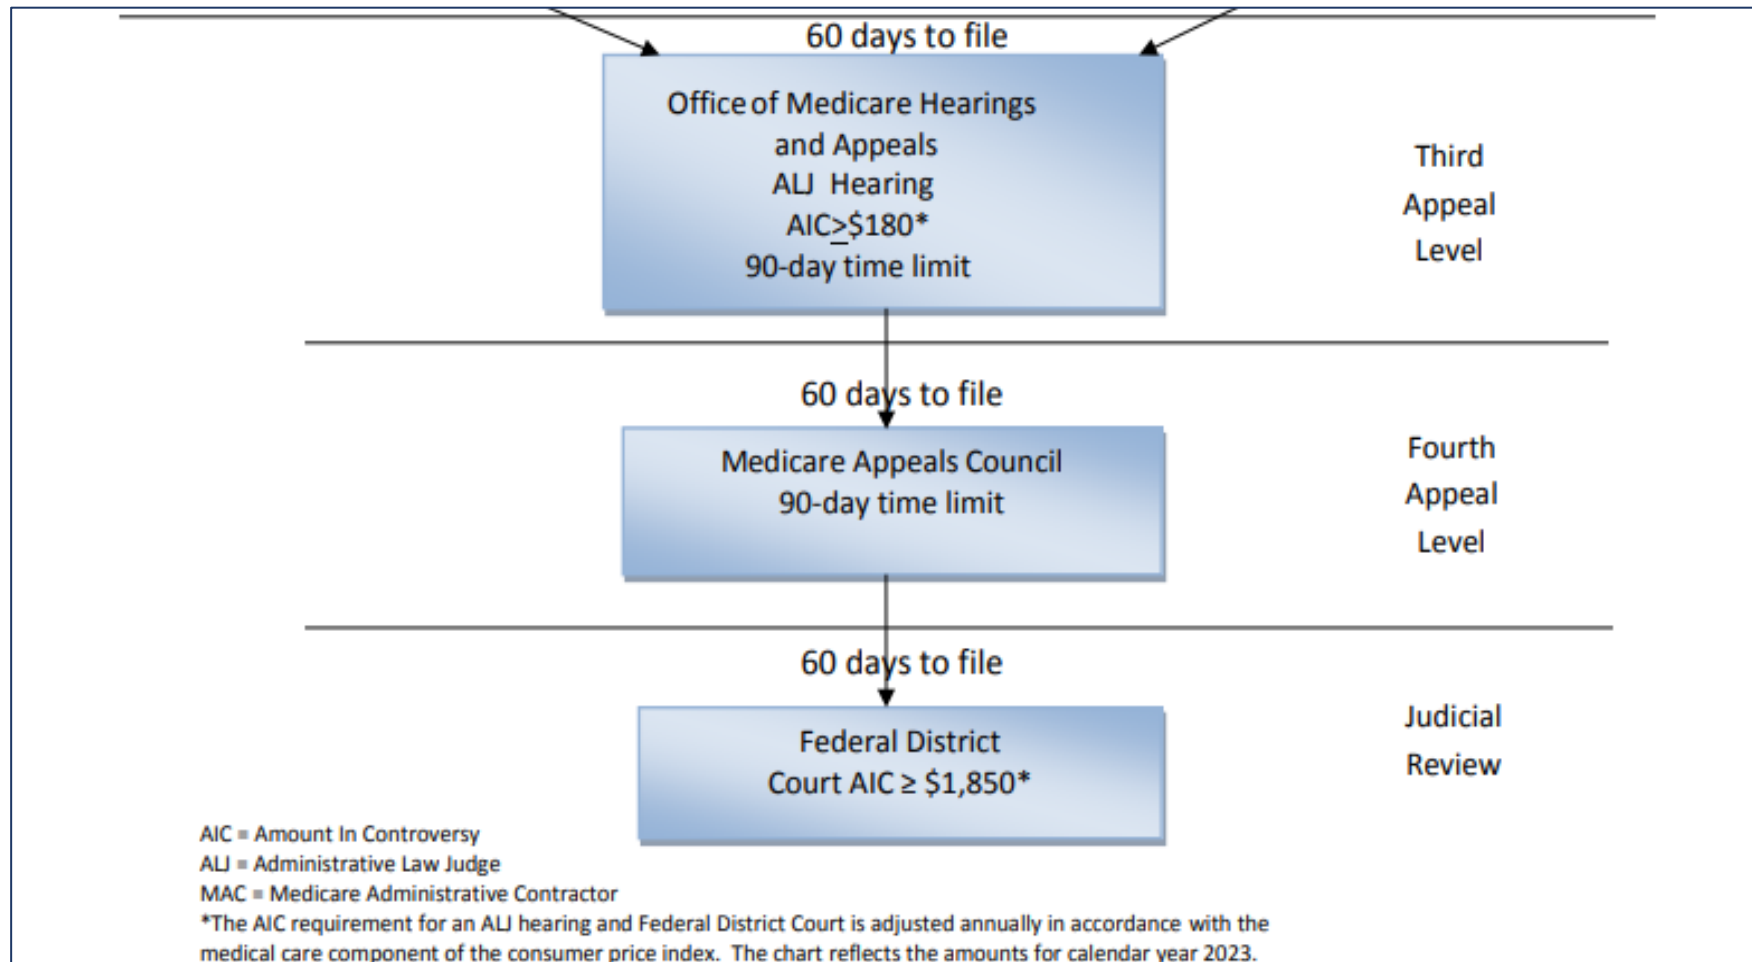 60 days to file
Office of Medicare Hearings
and Appeals
ALJ Hearing
AIC≥$180*
90-day time limit
Third
Appeal
Level
60 days to file
Medicare Appeals Council
90-day time limit
Fourth
Appeal
Level
60 days to file
Federal District
Court AIC ≥ $1,850*
Judicial
Review
AIC = Amount In Controversy
ALJ = Administrative Law Judge
MAC = Medicare Administrative Contractor
*The AIC requirement for an ALJ hearing and Federal District Court is adjusted annually in accordance with the
medical care component of the consumer price index. The chart reflects the amounts for calendar year 2023.